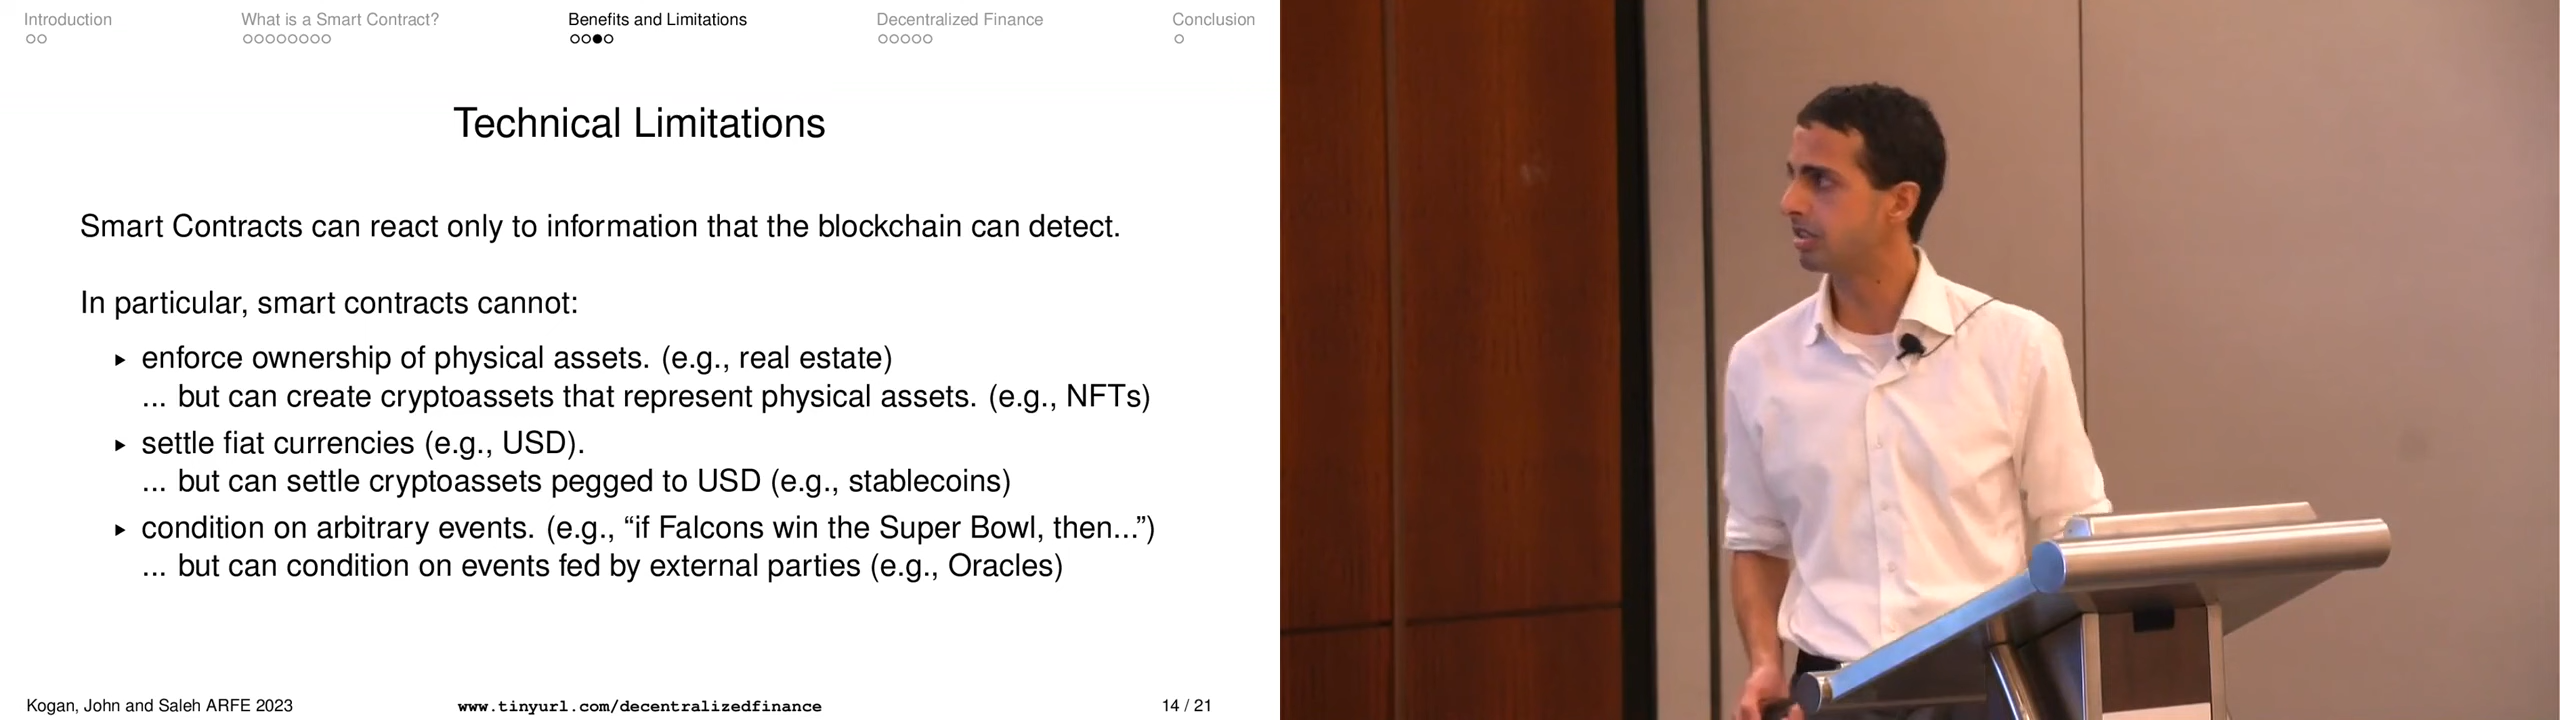 Introduction
What is a Smart Contract?
Benefits and Limitations
Decentralized Finance
Conclusion
Technical Limitations
Smart Contracts can react only to information that the blockchain can detect.
In particular, smart contracts cannot:
▸ enforce ownership of physical assets. (e.g., real estate)
... but can create cryptoassets that represent physical assets. (e.g., NFTs)
▸ settle fiat currencies (e.g., USD).
... but can settle cryptoassets pegged to USD (e.g., stablecoins)
▸ condition on arbitrary events. (e.g., “if Falcons win the Super Bowl, then...”)
... but can condition on events fed by external parties (e.g., Oracles)
Kogan, John and Saleh ARFE 2023
www.tinyurl.com/decentralizedfinance
14 / 21